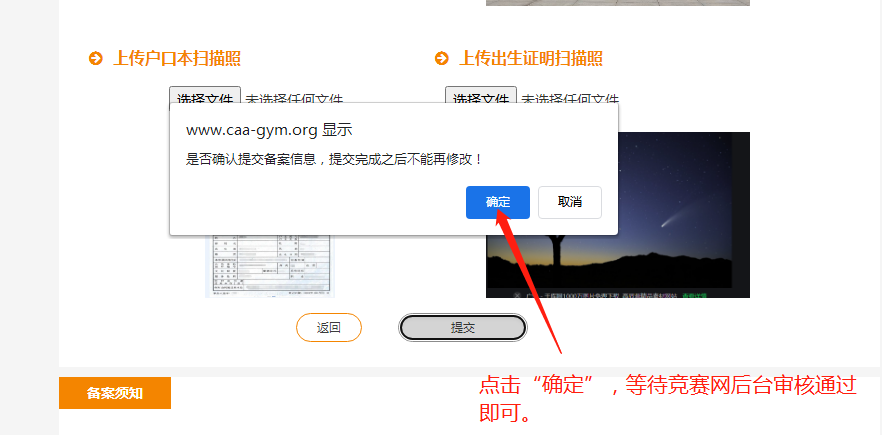 上传户口本扫描照
上传出生证明扫描照
选择文件 未选择任何文件
选择文件 未选择任何文件
www.caa-gym.org 显示
是否确认提交备案信息，提交完成之后不能再修改！
确定
取消
返回
提交
点击“确定”，等待竞赛网后台审核通过
即可。
备案须知